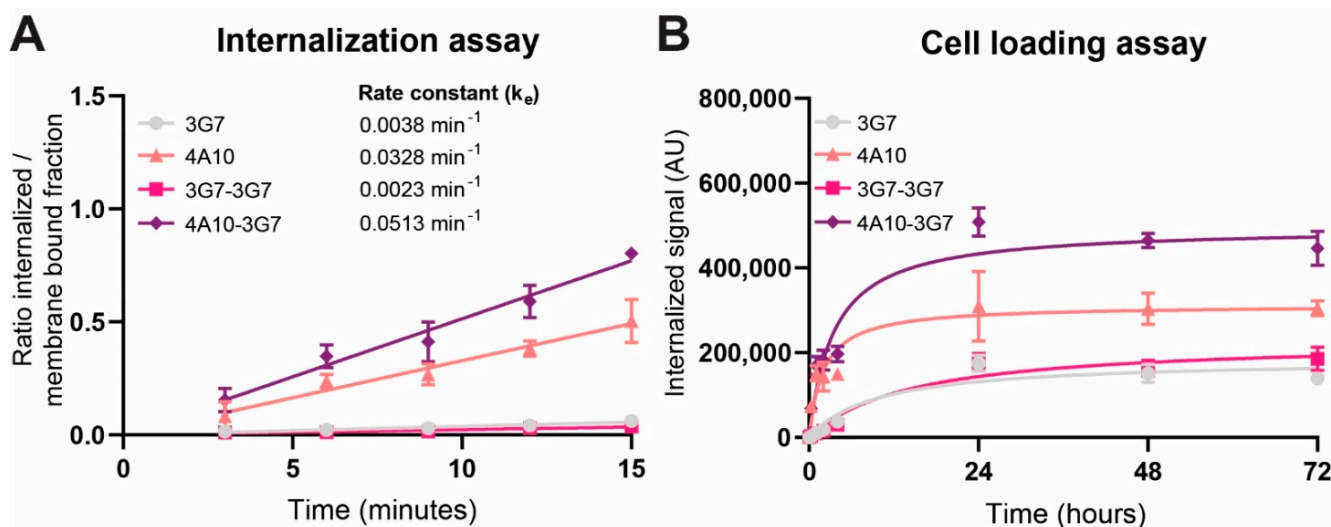 A
Internalization assay
Ratio internalized /
membrane bound fraction
1.5
1.0
0.5
0.0
Rate constant (kₑ)
3G7 0.0038 min⁻¹
4A10 0.0328 min⁻¹
3G7-3G7 0.0023 min⁻¹
4A10-3G7 0.0513 min⁻¹
0 5 10 15
Time (minutes)
B
Cell loading assay
Internalized signal (AU)
800,000
600,000
400,000
200,000
0
3G7
4A10
3G7-3G7
4A10-3G7
0 24 48 72
Time (hours)